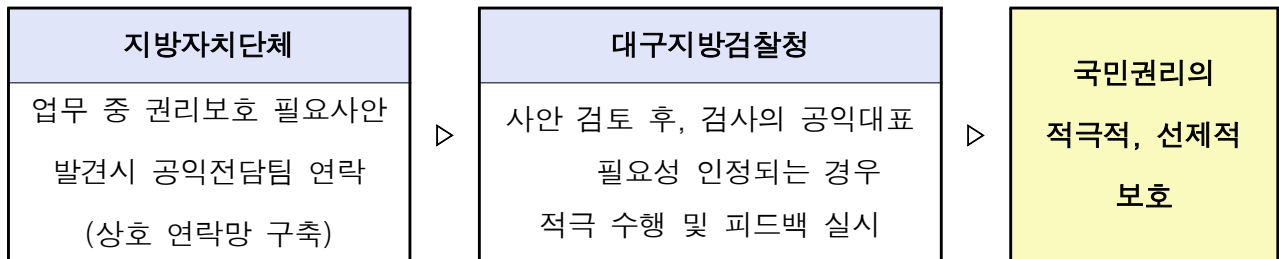 지방자치단체
업무 중 권리보호 필요사안
발견시 공익전담팀 연락
(상호 연락망 구축)
▷
대구지방검찰청
사안 검토 후, 검사의 공익대표
필요성 인정되는 경우
적극 수행 및 피드백 실시
▷
국민권리의
적극적, 선제적
보호